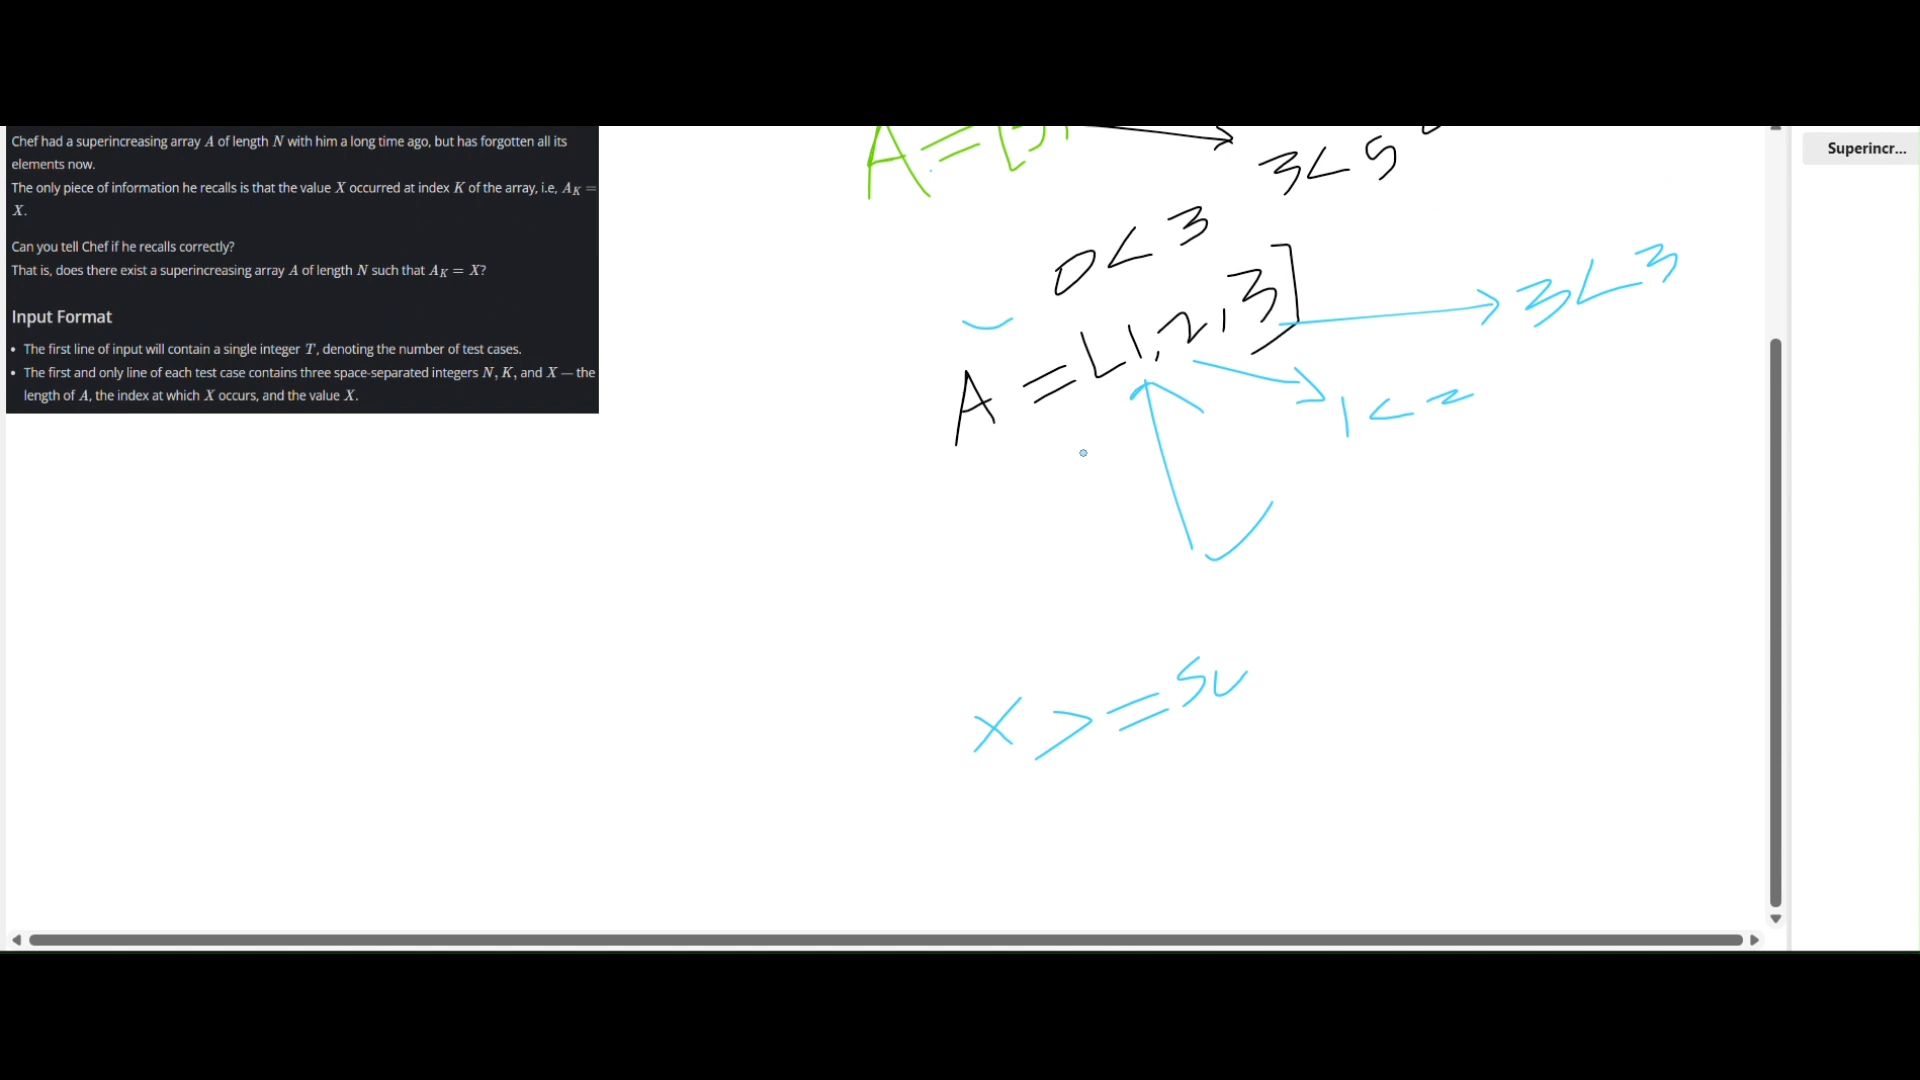 Chef had a superincreasing array A of length N with him a long time ago, but has forgotten all its
elements now.
The only piece of information he recalls is that the value X occurred at index K of the array, i.e, A_K =
X.
Can you tell Chef if he recalls correctly?
That is, does there exist a superincreasing array A of length N such that A_K = X?
Input Format
• The first line of input will contain a single integer T, denoting the number of test cases.
• The first and only line of each test case contains three space-separated integers N, K, and X — the
length of A, the index at which X occurs, and the value X.
Superincr...
A = [3,
3 < 5
0 < 3
A = [1, 2, 3]
3 < 3
1 < 2
X >= SU